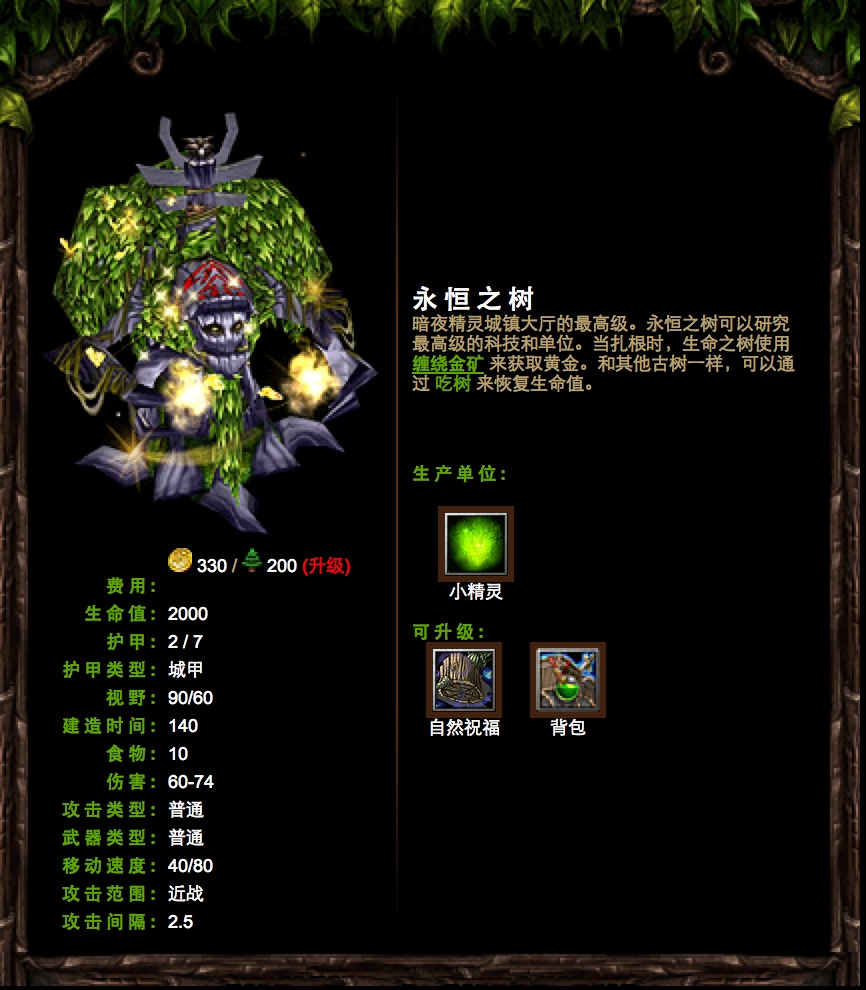 永恒之树
暗夜精灵城镇大厅的最高级。永恒之树可以研究
最高级的科技和单位。当扎根时，生命之树使用
缠绕金矿 来获取黄金。和其他古树一样，可以通
过 吃树 来恢复生命值。
生产单位：
小精灵
可升级：
自然祝福 背包
330 / 200 (升级)
费用：
生命值： 2000
护甲： 2 / 7
护甲类型： 城甲
视野： 90/60
建造时间： 140
食物： 10
伤害： 60-74
攻击类型： 普通
武器类型： 普通
移动速度： 40/80
攻击范围： 近战
攻击间隔： 2.5